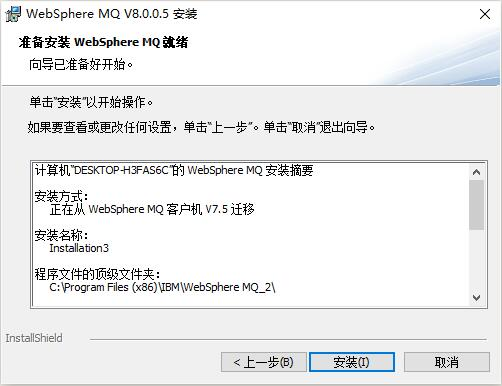 WebSphere MQ V8.0.0.5 安装
准备安装 WebSphere MQ 就绪
向导已准备好开始。
单击“安装”以开始操作。
如果要查看或更改任何设置，单击“上一步”。单击“取消”退出向导。
计算机“DESKTOP-H3FAS6C”的 WebSphere MQ 安装摘要
安装方式：
正在从 WebSphere MQ 客户机 V7.5 迁移
安装名称：
Installation3
程序文件的顶级文件夹：
C:\Program Files (x86)\IBM\WebSphere MQ_2\
InstallShield
< 上一步(B)
安装(I)
取消